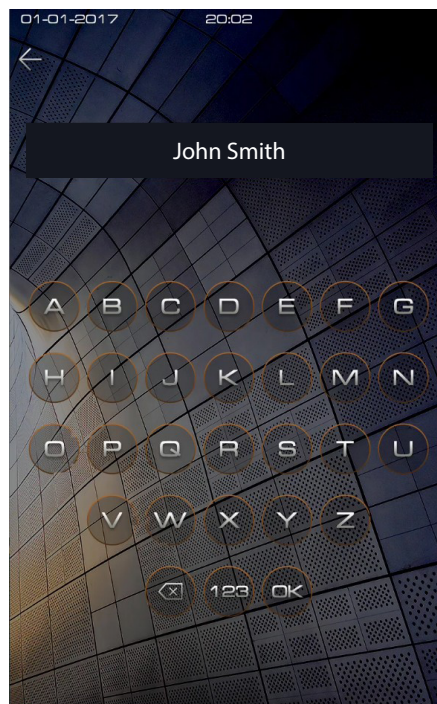 01-01-2017 20:02
John Smith
A B C D E F G
H I J K L M N
O P Q R S T U
V W X Y Z
123 OK